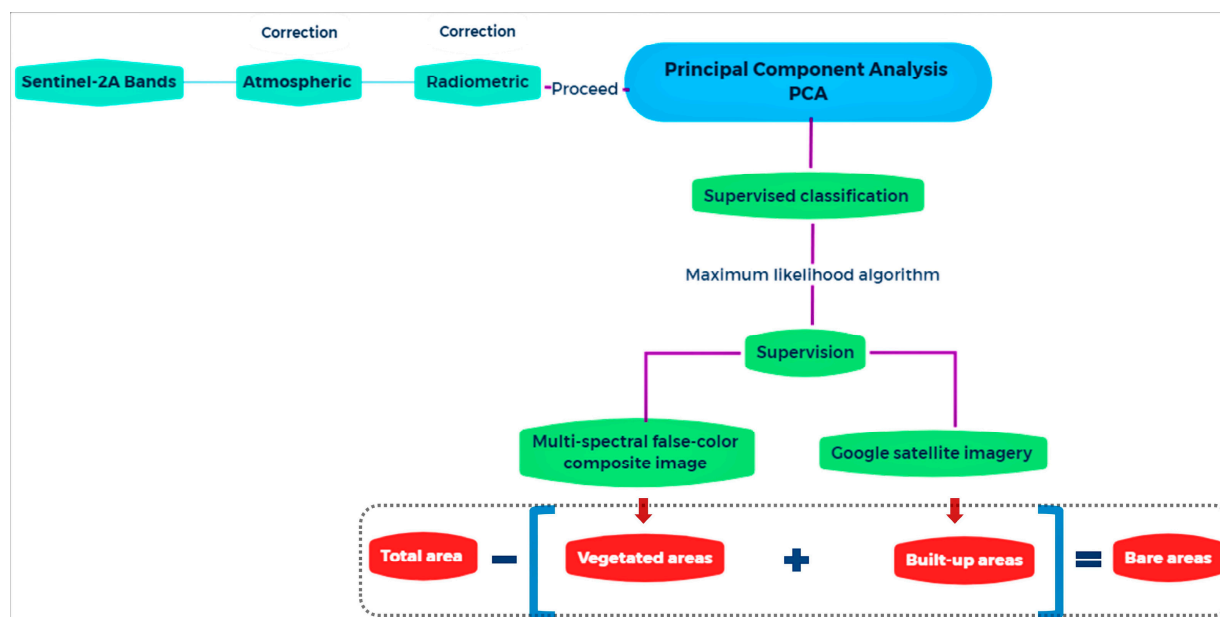 Correction
Correction
Sentinel-2A Bands
Atmospheric
Radiometric
Proceed
Principal Component Analysis
PCA
Supervised classification
Maximum likelihood algorithm
Supervision
Multi-spectral false-color
composite image
Google satellite imagery
Total area - [ Vegetated areas + Built-up areas ] = Bare areas